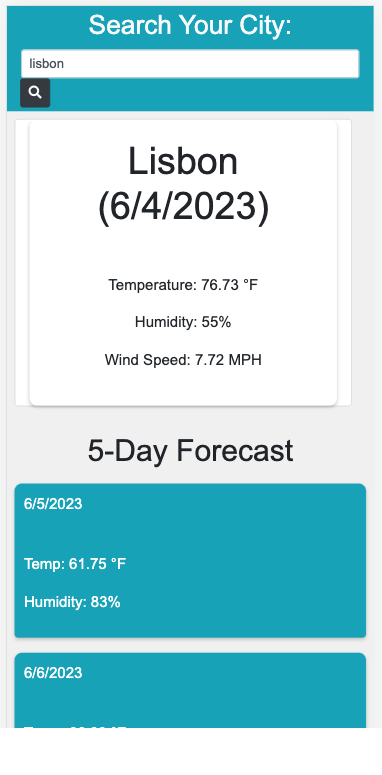 Search Your City:
lisbon
Lisbon
(6/4/2023)
Temperature: 76.73 °F
Humidity: 55%
Wind Speed: 7.72 MPH
5-Day Forecast
6/5/2023
Temp: 61.75 °F
Humidity: 83%
6/6/2023